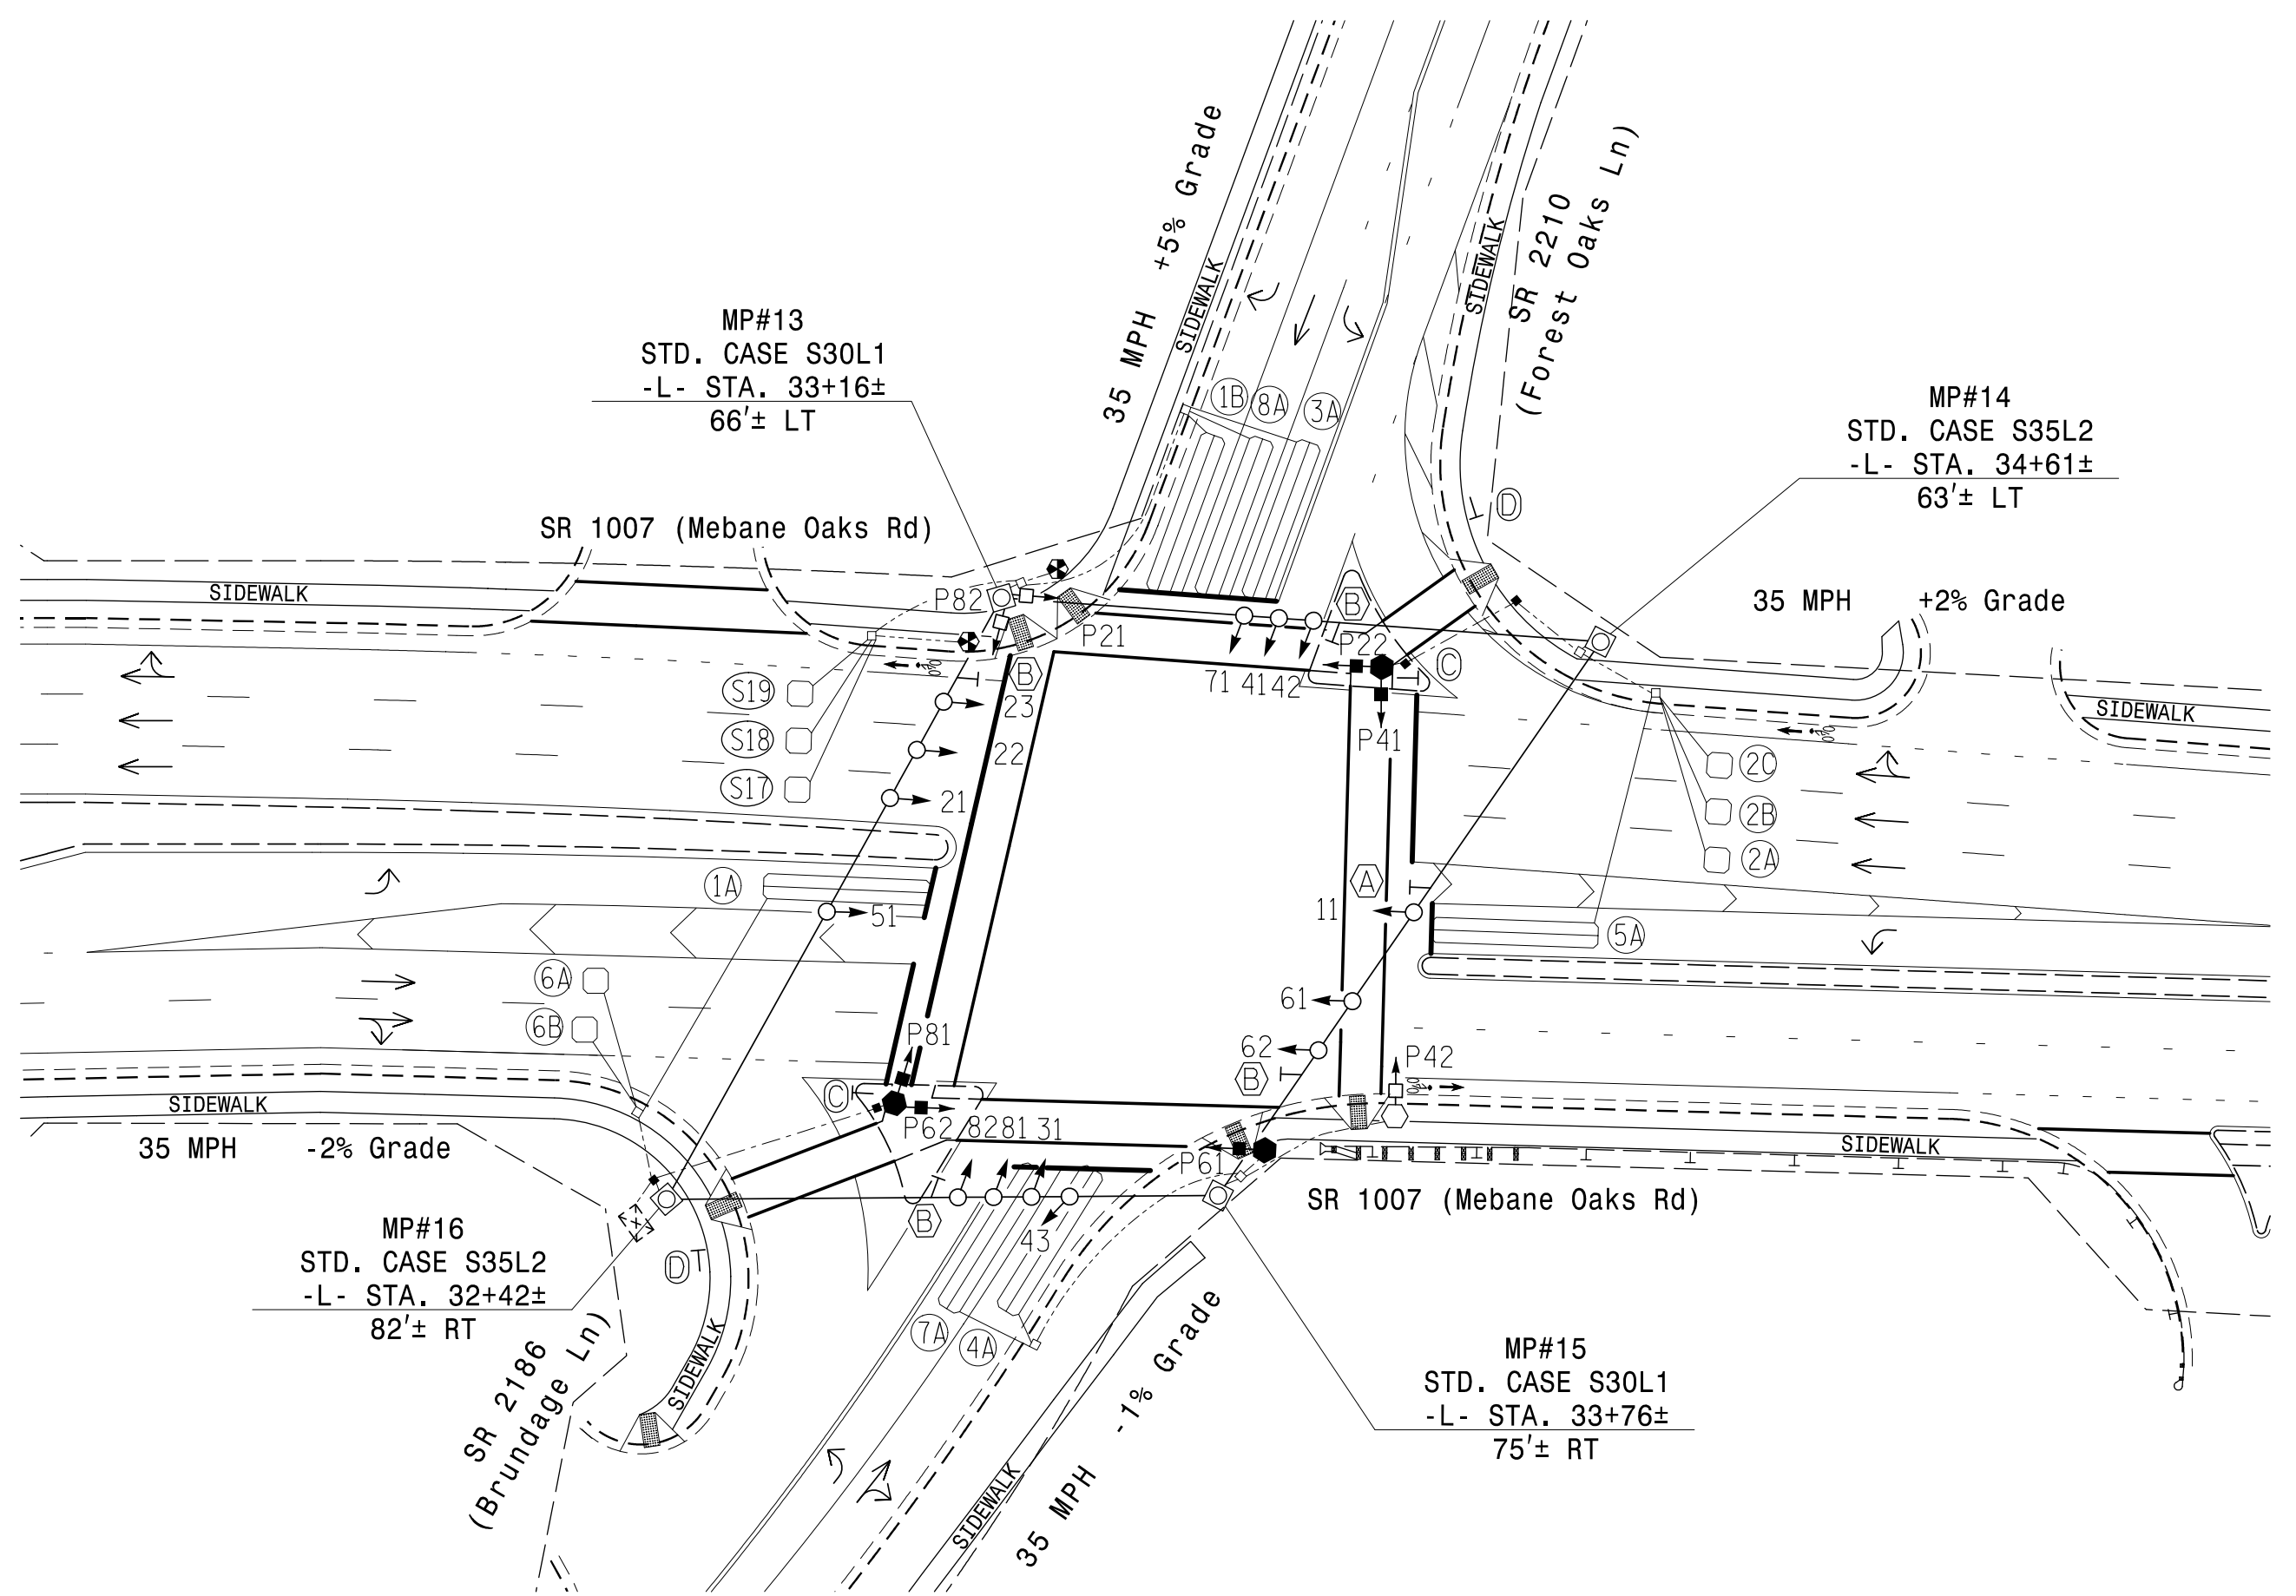 35 MPH +5% Grade
SIDEWALK
SIDEWALK
SR 2210
(Forest Oaks Ln)
MP#13
STD. CASE S30L1
-L- STA. 33+16±
66'± LT
MP#14
STD. CASE S35L2
-L- STA. 34+61±
63'± LT
1B
8A
3A
D
SR 1007 (Mebane Oaks Rd)
SIDEWALK
P82
P21
B
P22
C
35 MPH +2% Grade
71 41 42
B
23
S19
S18
S17
22
21
P41
2C
2B
2A
SIDEWALK
1A
51
A
11
5A
6A
6B
61
62
B
P81
P42
C
SIDEWALK
35 MPH -2% Grade
P62 82 81 31
P61
SIDEWALK
SR 1007 (Mebane Oaks Rd)
B
43
MP#16
STD. CASE S35L2
-L- STA. 32+42±
82'± RT
D
7A
4A
SIDEWALK
SR 2186
(Brundage Ln)
MP#15
STD. CASE S30L1
-L- STA. 33+76±
75'± RT
SIDEWALK
35 MPH -1% Grade